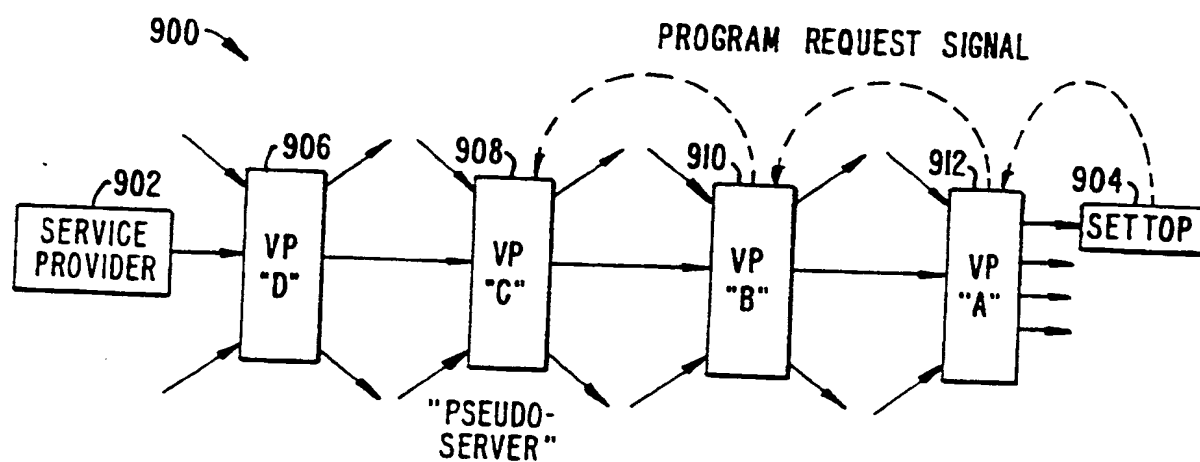 900
PROGRAM REQUEST SIGNAL
902
906
908
910
912
904
SERVICE
PROVIDER
VP
"D"
VP
"C"
VP
"B"
VP
"A"
SETTOP
"PSEUDO-
SERVER"